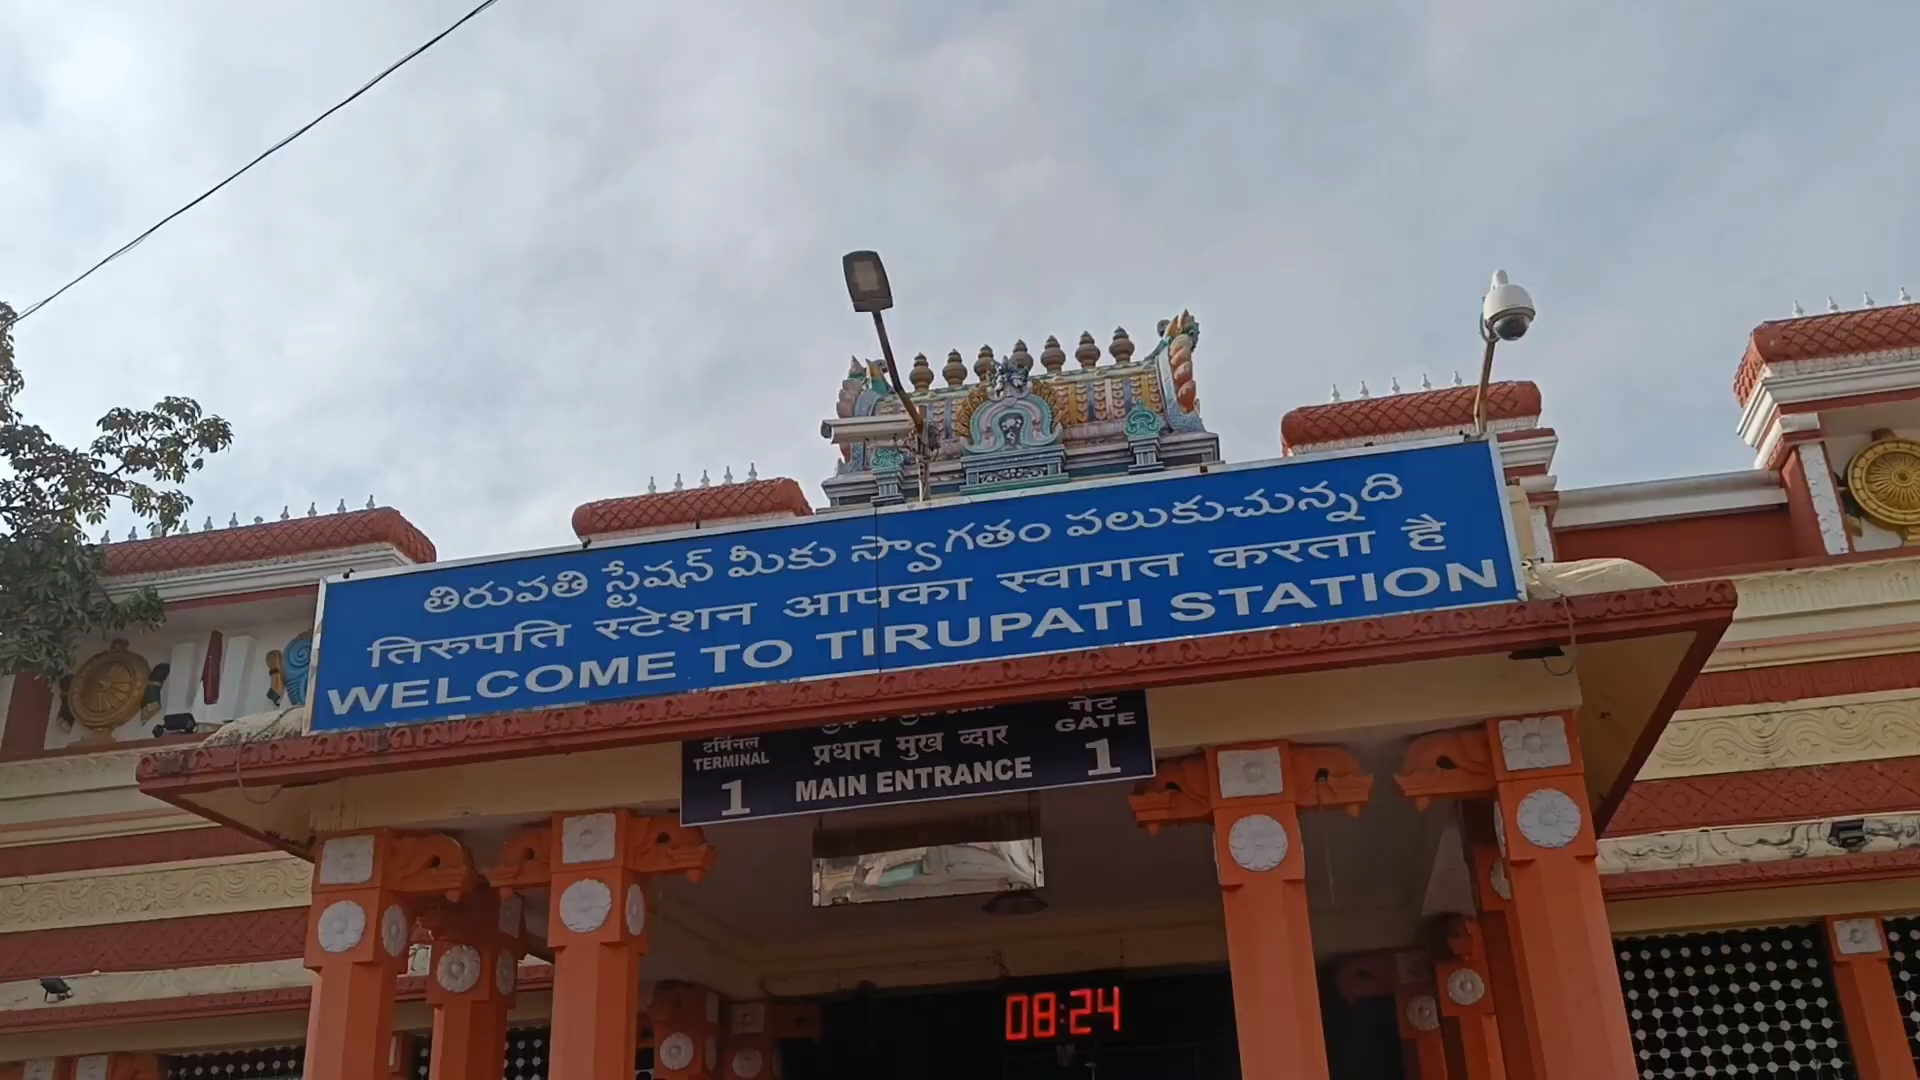 తిరుపతి స్టేషన్ మీకు స్వాగతం పలుకుచున్నది
तिरुपति स्टेशन आपका स्वागत करता है
WELCOME TO TIRUPATI STATION
टर्मिनल
TERMINAL
1
प्रधान मुख व्दार
MAIN ENTRANCE
गेट
GATE
1
08:24